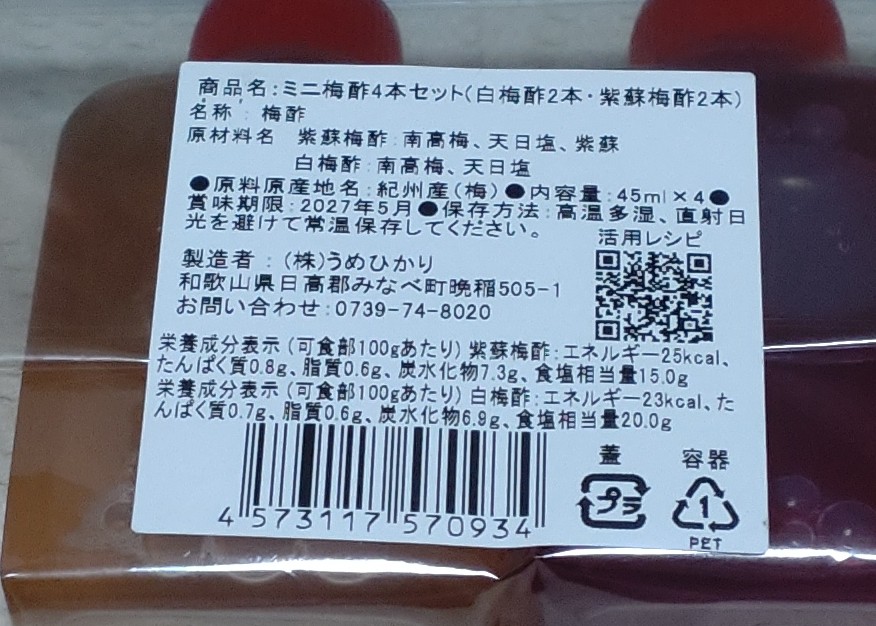 商品名:ミニ梅酢4本セット(白梅酢2本・紫蘇梅酢2本)
名称:梅酢
原材料名 紫蘇梅酢:南高梅、天日塩、紫蘇
白梅酢:南高梅、天日塩
●原料原産地名:紀州産(梅)●内容量:45ml×4●
賞味期限:2027年5月●保存方法:高温多湿、直射日
光を避けて常温保存してください。
活用レシピ
製造者:(株)うめひかり
和歌山県日高郡みなべ町晩稲505-1
お問い合わせ:0739-74-8020
栄養成分表示(可食部100gあたり)紫蘇梅酢:エネルギー25kcal、
たんぱく質0.8g、脂質0.6g、炭水化物7.3g、食塩相当量15.0g
栄養成分表示(可食部100gあたり)白梅酢:エネルギー23kcal、た
んぱく質0.7g、脂質0.6g、炭水化物6.9g、食塩相当量20.0g
4 573117 570934
蓋
プラ
容器
1
PET